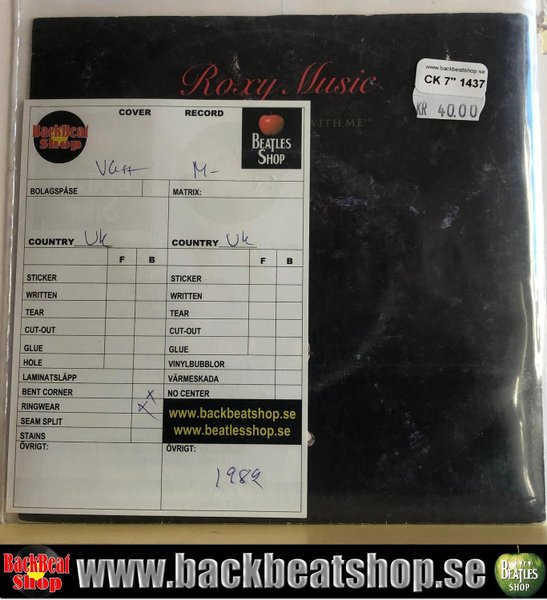 Roxy Music
WITH ME"
www.backbeatshop.se
CK 7" 1437
KR 40.00
COVER RECORD
BackBeat
Shop
BEATLES
SHOP
VG++ M-
BOLAGSPÅSE MATRIX:
COUNTRY UK COUNTRY UK
F B F B
STICKER STICKER
WRITTEN WRITTEN
TEAR TEAR
CUT-OUT CUT-OUT
GLUE GLUE
HOLE VINYLBUBBLOR
LAMINATSLÄPP VÄRMESKADA
BENT CORNER X NO CENTER
RINGWEAR X
SEAM SPLIT
STAINS
www.backbeatshop.se
www.beatlesshop.se
ÖVRIGT: ÖVRIGT:
1982
BackBeat
Shop
www.backbeatshop.se
BEATLES
SHOP